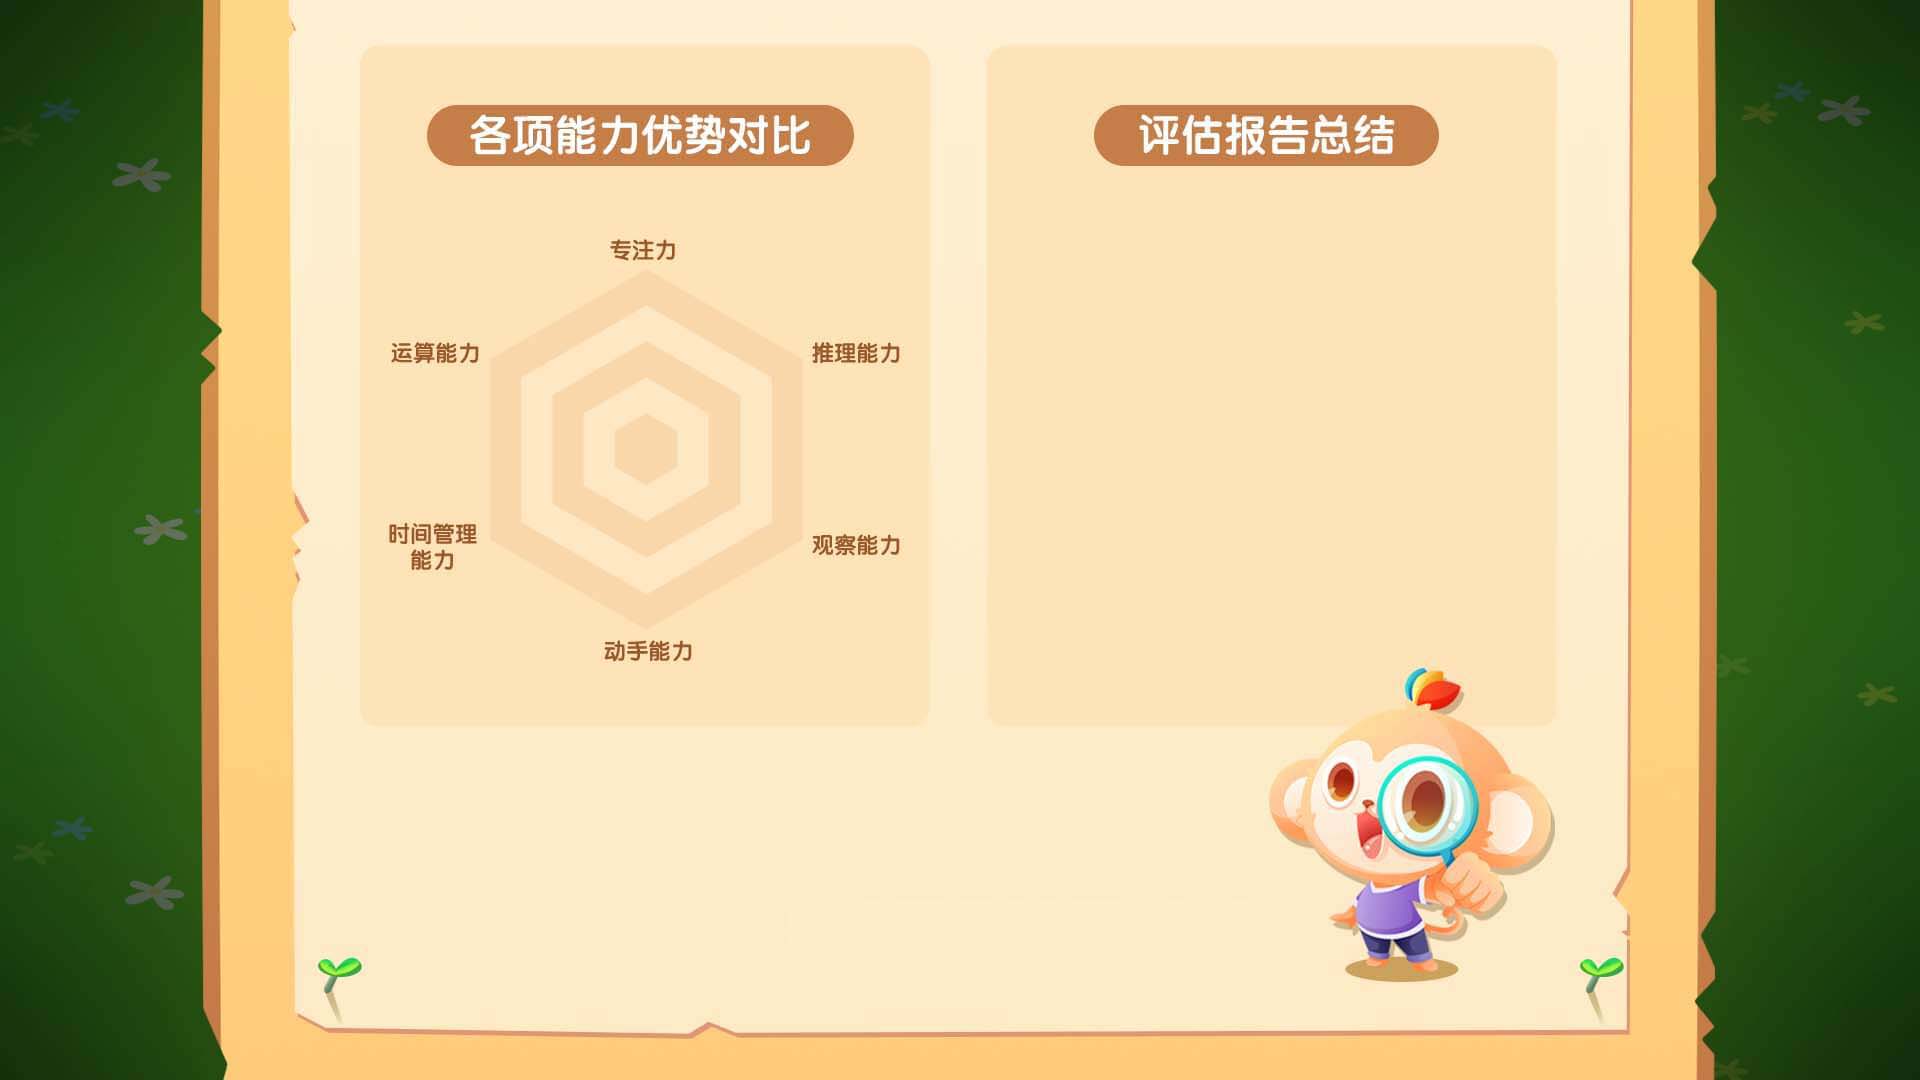 各项能力优势对比
评估报告总结
专注力
运算能力
推理能力
时间管理
能力
观察能力
动手能力